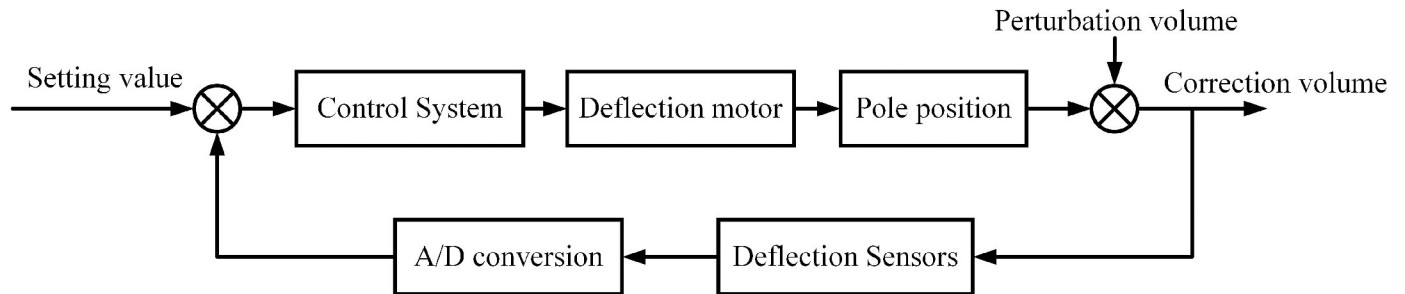 Perturbation volume
Setting value
Control System
Deflection motor
Pole position
Correction volume
A/D conversion
Deflection Sensors